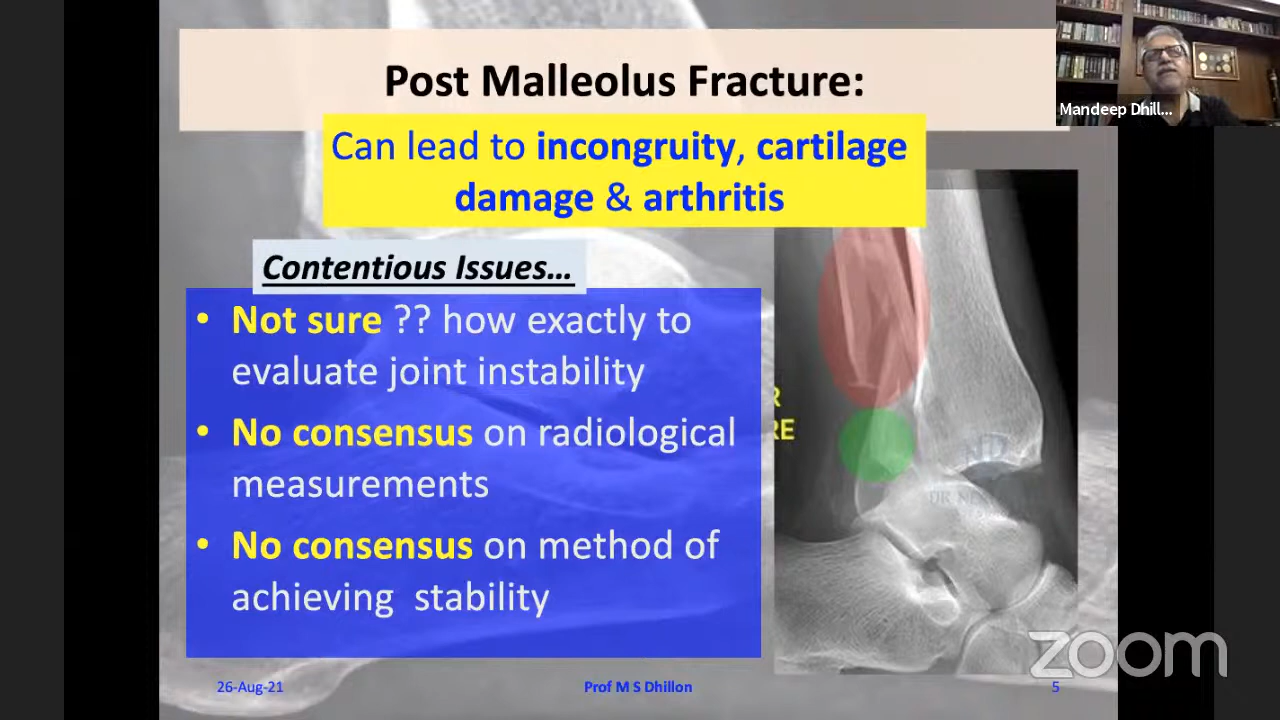 Post Malleolus Fracture:
Mandeep Dhill...
Can lead to incongruity, cartilage
damage & arthritis
Contentious Issues...
• Not sure ?? how exactly to
evaluate joint instability
• No consensus on radiological
measurements
• No consensus on method of
achieving stability
zoom
26-Aug-21
Prof M S Dhillon
5